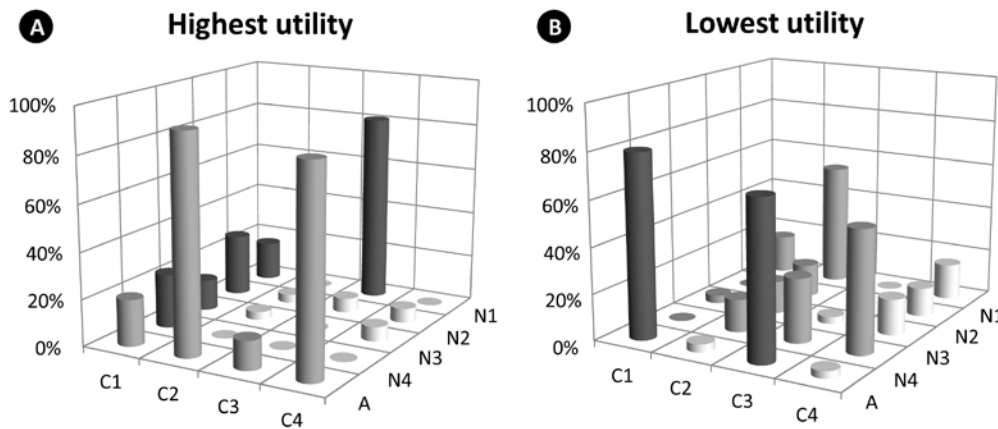 A Highest utility
100%
80%
60%
40%
20%
0%
C1
C2
C3
C4
A
N4
N3
N2
N1
B Lowest utility
100%
80%
60%
40%
20%
0%
C1
C2
C3
C4
A
N4
N3
N2
N1